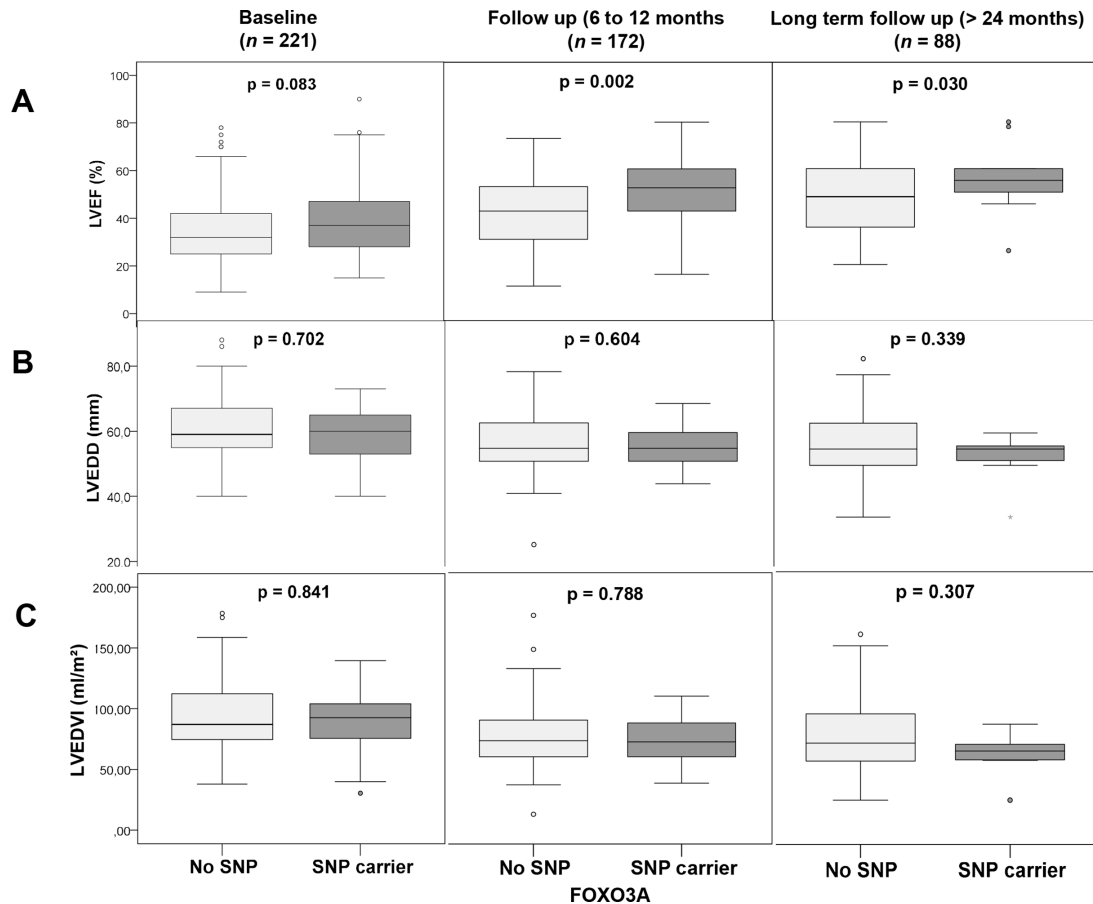 Baseline
(n = 221)
Follow up (6 to 12 months
(n = 172)
Long term follow up (> 24 months)
(n = 88)
A
LVEF (%)
100
80
60
40
20
0
p = 0.083
p = 0.002
p = 0.030
B
LVEDD (mm)
80,0
60,0
40,0
20.0
p = 0.702
p = 0.604
p = 0.339
C
LVEDVI (ml/m²)
200,00
150,00
100,00
50,00
,00
p = 0.841
p = 0.788
p = 0.307
No SNP
SNP carrier
No SNP
SNP carrier
No SNP
SNP carrier
FOXO3A